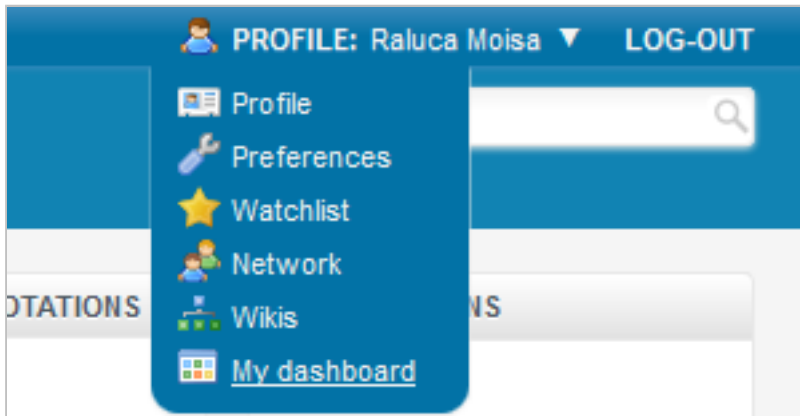 PROFILE: Raluca Moisa ▼ LOG-OUT
Profile
Preferences
Watchlist
Network
OTATIONS NS
Wikis
My dashboard